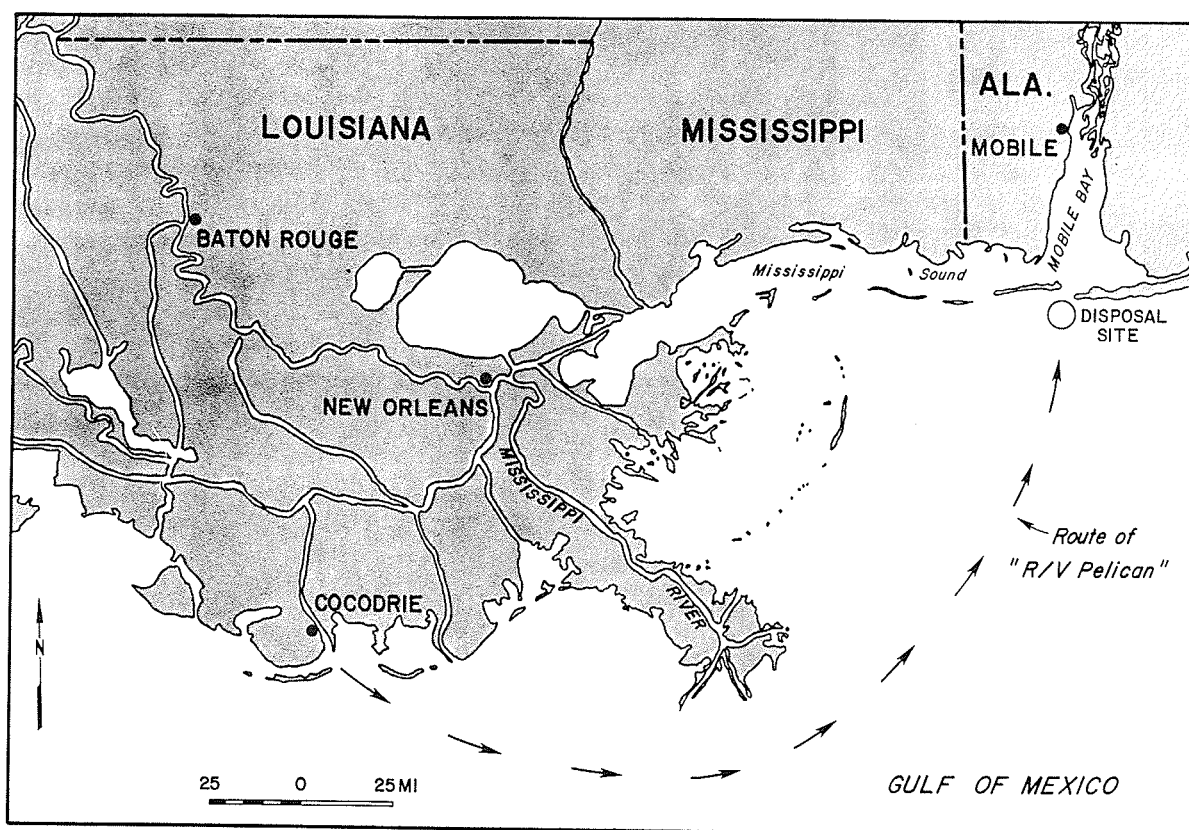 LOUISIANA
MISSISSIPPI
ALA.
MOBILE
MOBILE BAY
BATON ROUGE
Mississippi Sound
DISPOSAL
SITE
NEW ORLEANS
MISSISSIPPI RIVER
Route of
"R/V Pelican"
COCODRIE
N
25 0 25 MI
GULF OF MEXICO